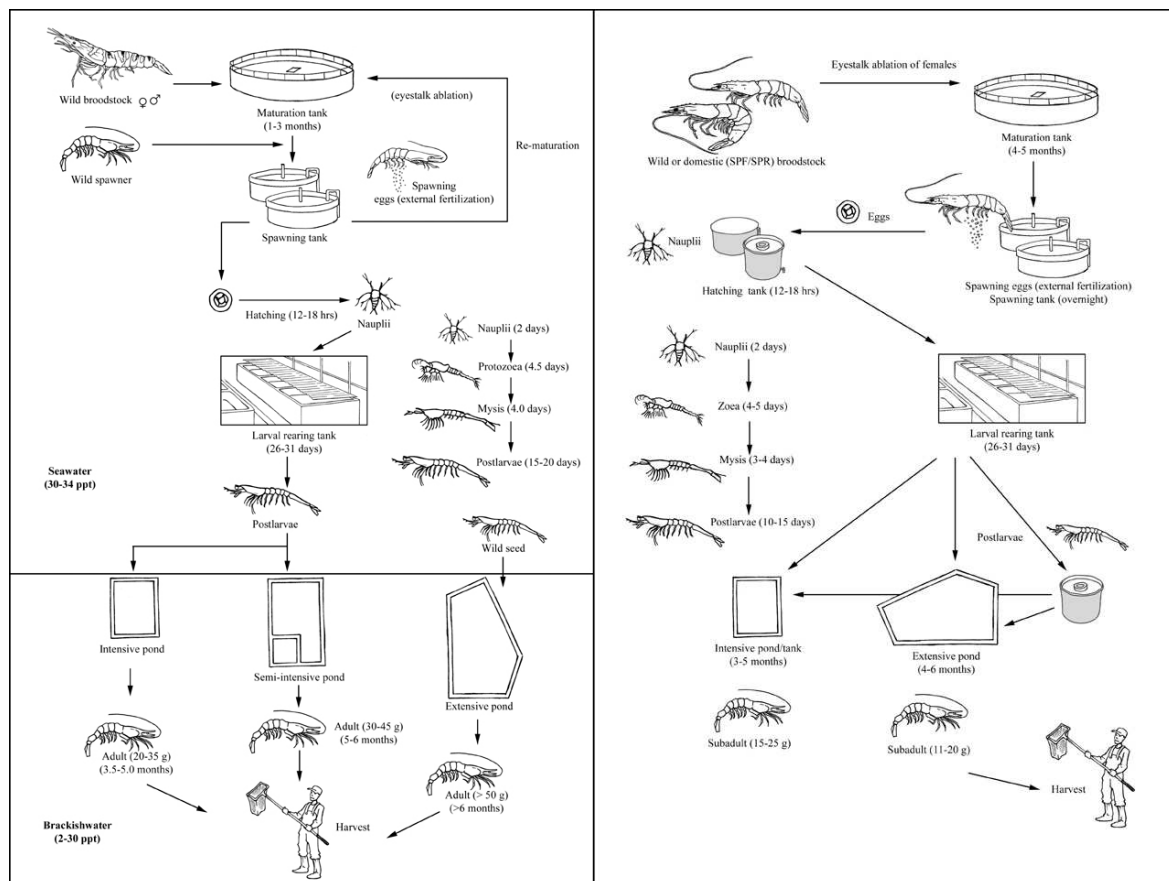 Wild broodstock ♀♂
Maturation tank
(1-3 months)
(eyestalk ablation)
Re-maturation
Wild spawner
Spawning
eggs (external fertilization)
Spawning tank
Hatching (12-18 hrs)
Nauplii
Nauplii (2 days)
Protozoea (4.5 days)
Mysis (4.0 days)
Postlarvae (15-20 days)
Larval rearing tank
(26-31 days)
Seawater
(30-34 ppt)
Postlarvae
Wild seed
Intensive pond
Semi-intensive pond
Extensive pond
Adult (20-35 g)
(3.5-5.0 months)
Adult (30-45 g)
(5-6 months)
Adult (> 50 g)
(>6 months)
Harvest
Brackishwater
(2-30 ppt)
Eyestalk ablation of females
Wild or domestic (SPF/SPR) broodstock
Maturation tank
(4-5 months)
Eggs
Nauplii
Hatching tank (12-18 hrs)
Spawning eggs (external fertilization)
Spawning tank (overnight)
Nauplii (2 days)
Zoea (4-5 days)
Mysis (3-4 days)
Postlarvae (10-15 days)
Larval rearing tank
(26-31 days)
Postlarvae
Intensive pond/tank
(3-5 months)
Extensive pond
(4-6 months)
Subadult (15-25 g)
Subadult (11-20 g)
Harvest